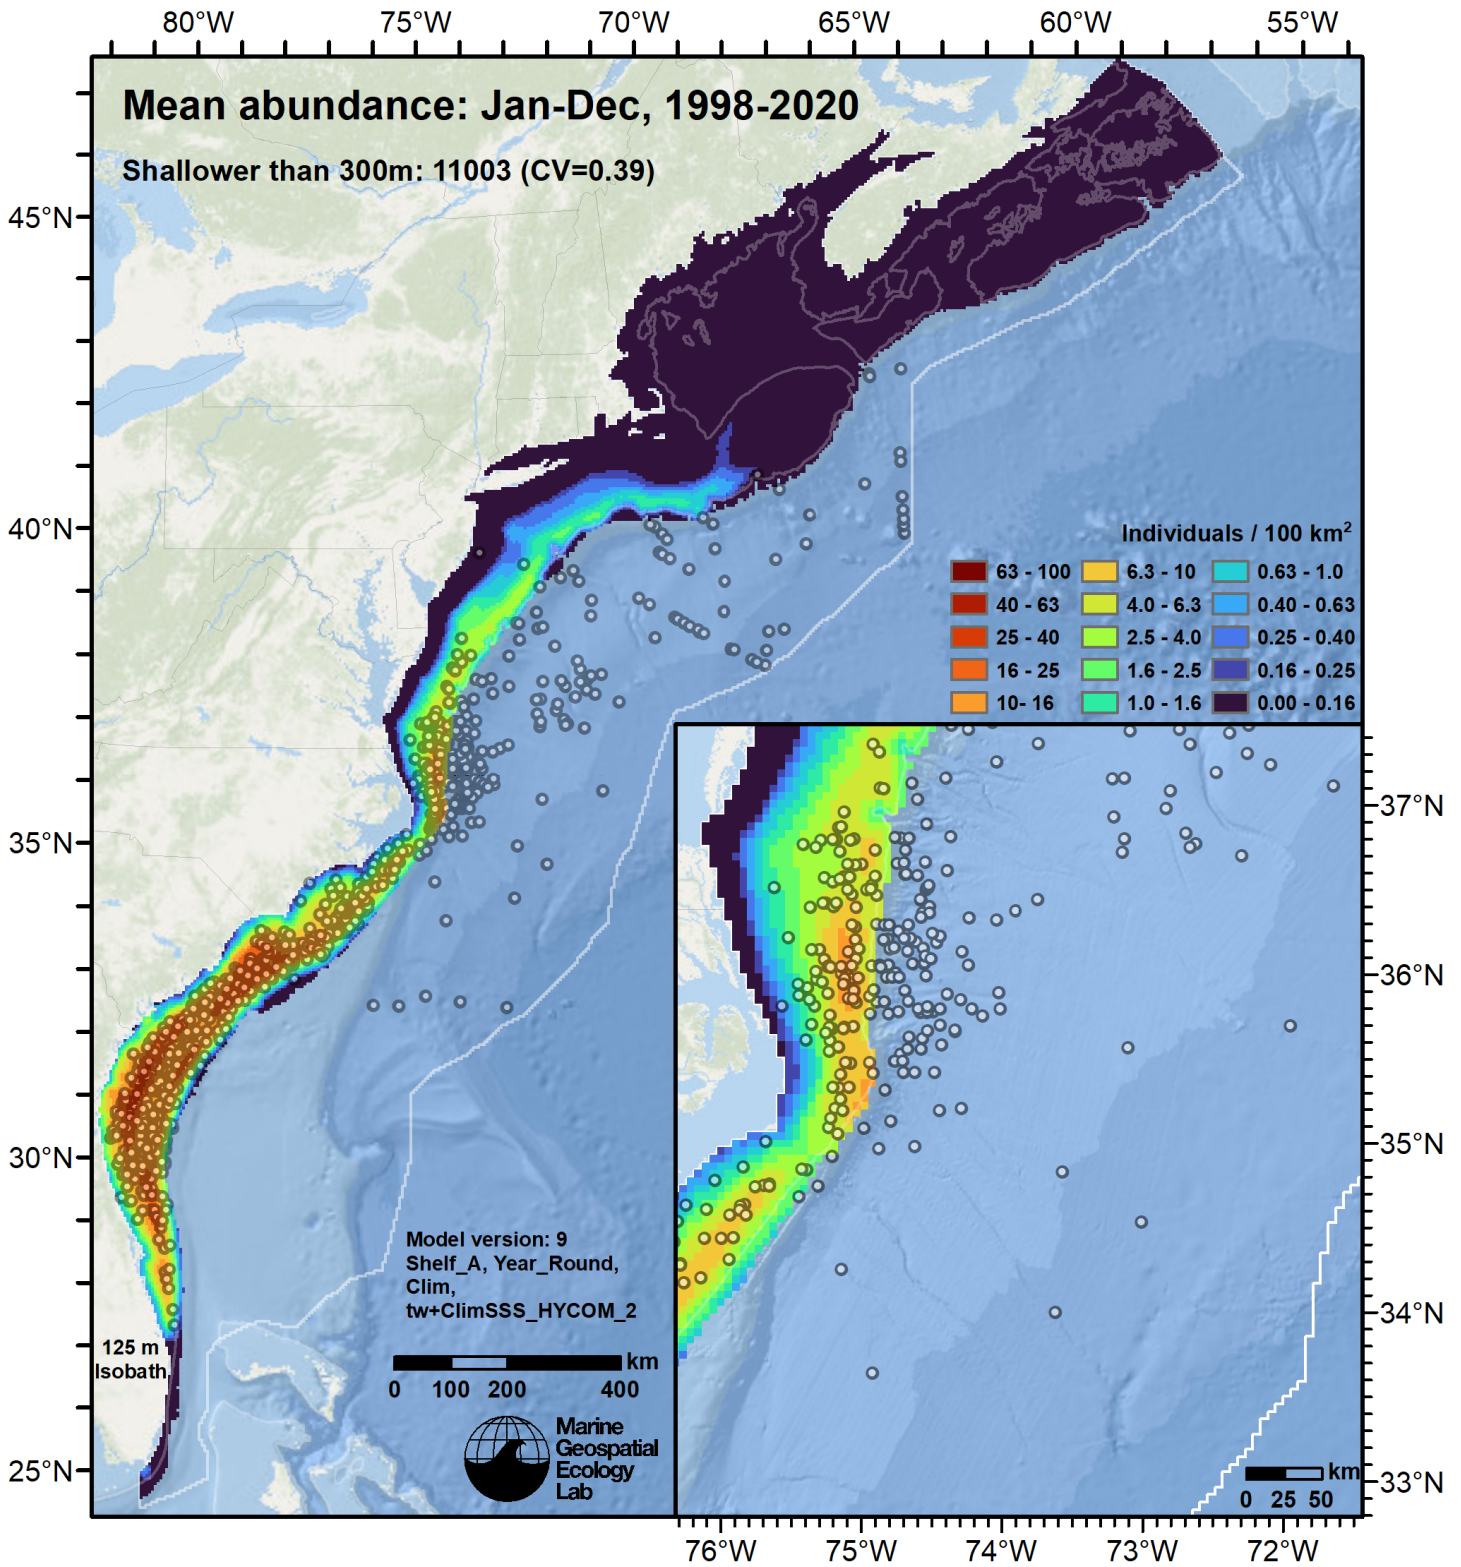 80°W 75°W 70°W 65°W 60°W 55°W
Mean abundance: Jan-Dec, 1998-2020
Shallower than 300m: 11003 (CV=0.39)
45°N
40°N
35°N
30°N
25°N
Individuals / 100 km²
63 - 100 6.3 - 10 0.63 - 1.0
40 - 63 4.0 - 6.3 0.40 - 0.63
25 - 40 2.5 - 4.0 0.25 - 0.40
16 - 25 1.6 - 2.5 0.16 - 0.25
10- 16 1.0 - 1.6 0.00 - 0.16
37°N
36°N
35°N
34°N
33°N
Model version: 9
Shelf_A, Year_Round,
Clim,
tw+ClimSSS_HYCOM_2
125 m
Isobath
km
0 100 200 400
Marine
Geospatial
Ecology
Lab
km
0 25 50
76°W 75°W 74°W 73°W 72°W